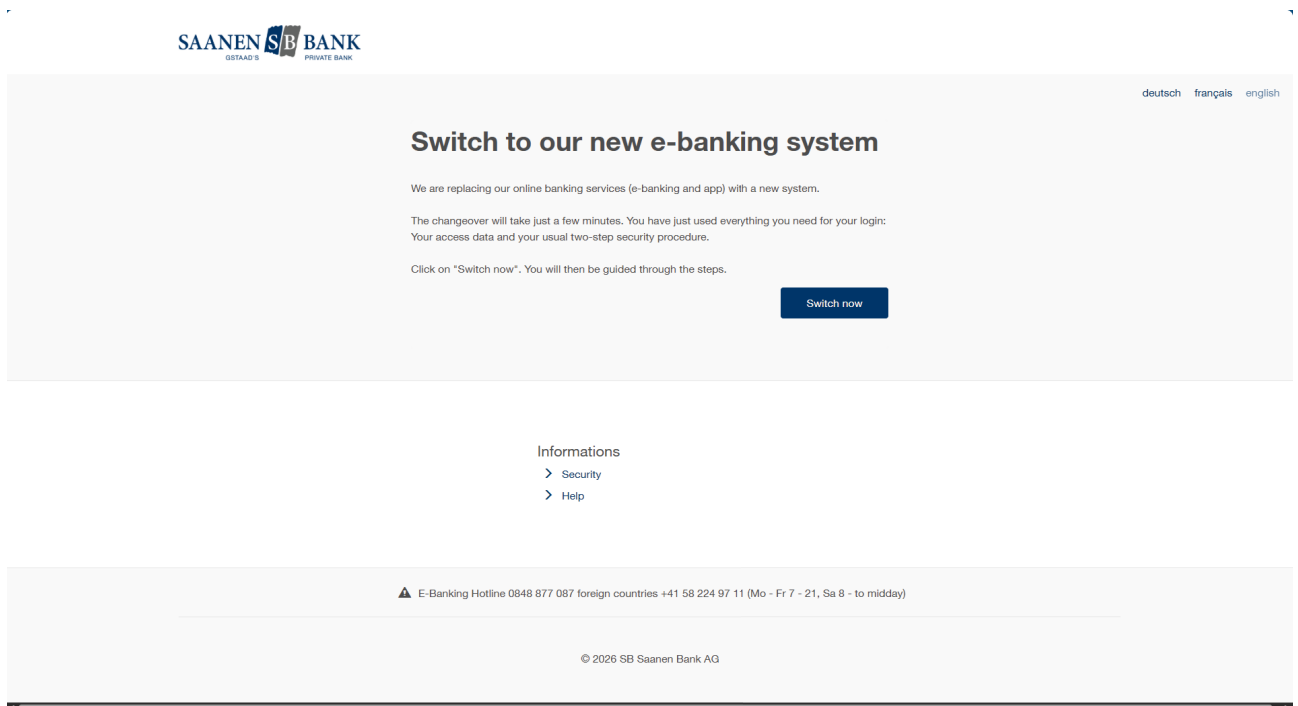 SAANEN SB BANK
GSTAAD'S PRIVATE BANK
deutsch français english
Switch to our new e-banking system
We are replacing our online banking services (e-banking and app) with a new system.
The changeover will take just a few minutes. You have just used everything you need for your login:
Your access data and your usual two-step security procedure.
Click on "Switch now". You will then be guided through the steps.
Switch now
Informations
Security
Help
E-Banking Hotline 0848 877 087 foreign countries +41 58 224 97 11 (Mo - Fr 7 - 21, Sa 8 - to midday)
© 2026 SB Saanen Bank AG